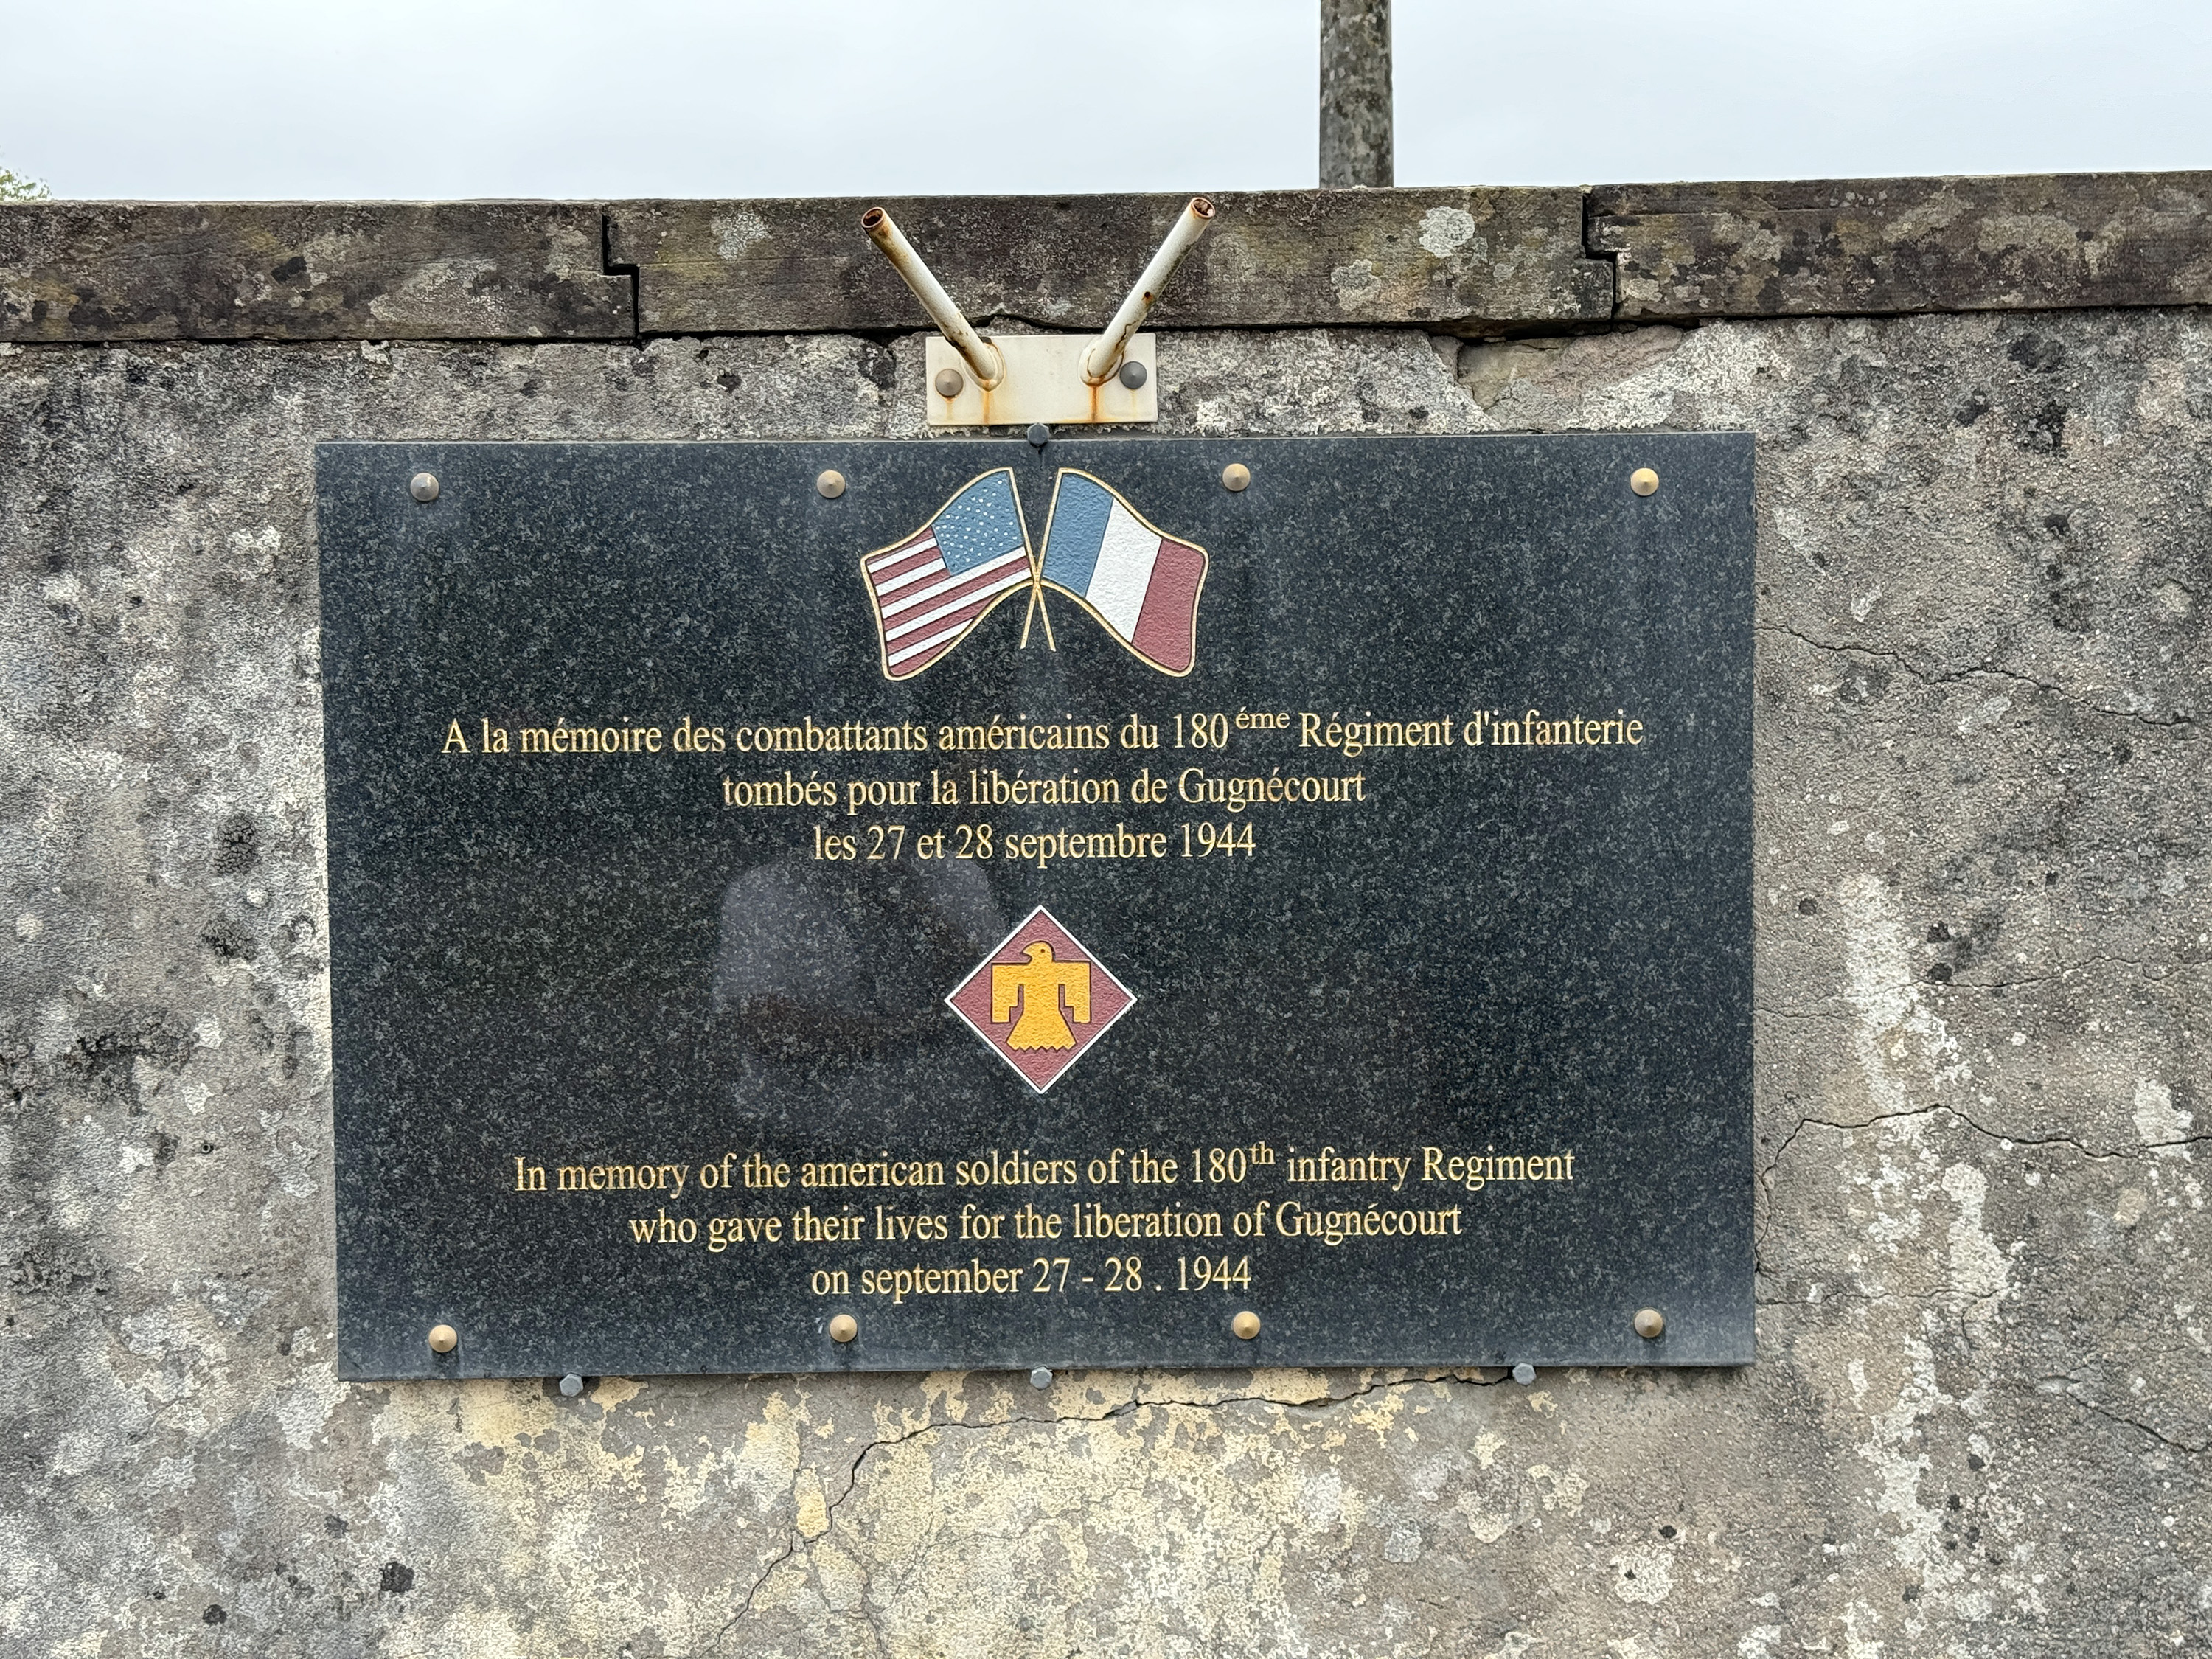 A la mémoire des combattants américains du 180éme Régiment d'infanterie
tombés pour la libération de Gugnécourt
les 27 et 28 septembre 1944
In memory of the american soldiers of the 180th infantry Regiment
who gave their lives for the liberation of Gugnécourt
on september 27 - 28 . 1944